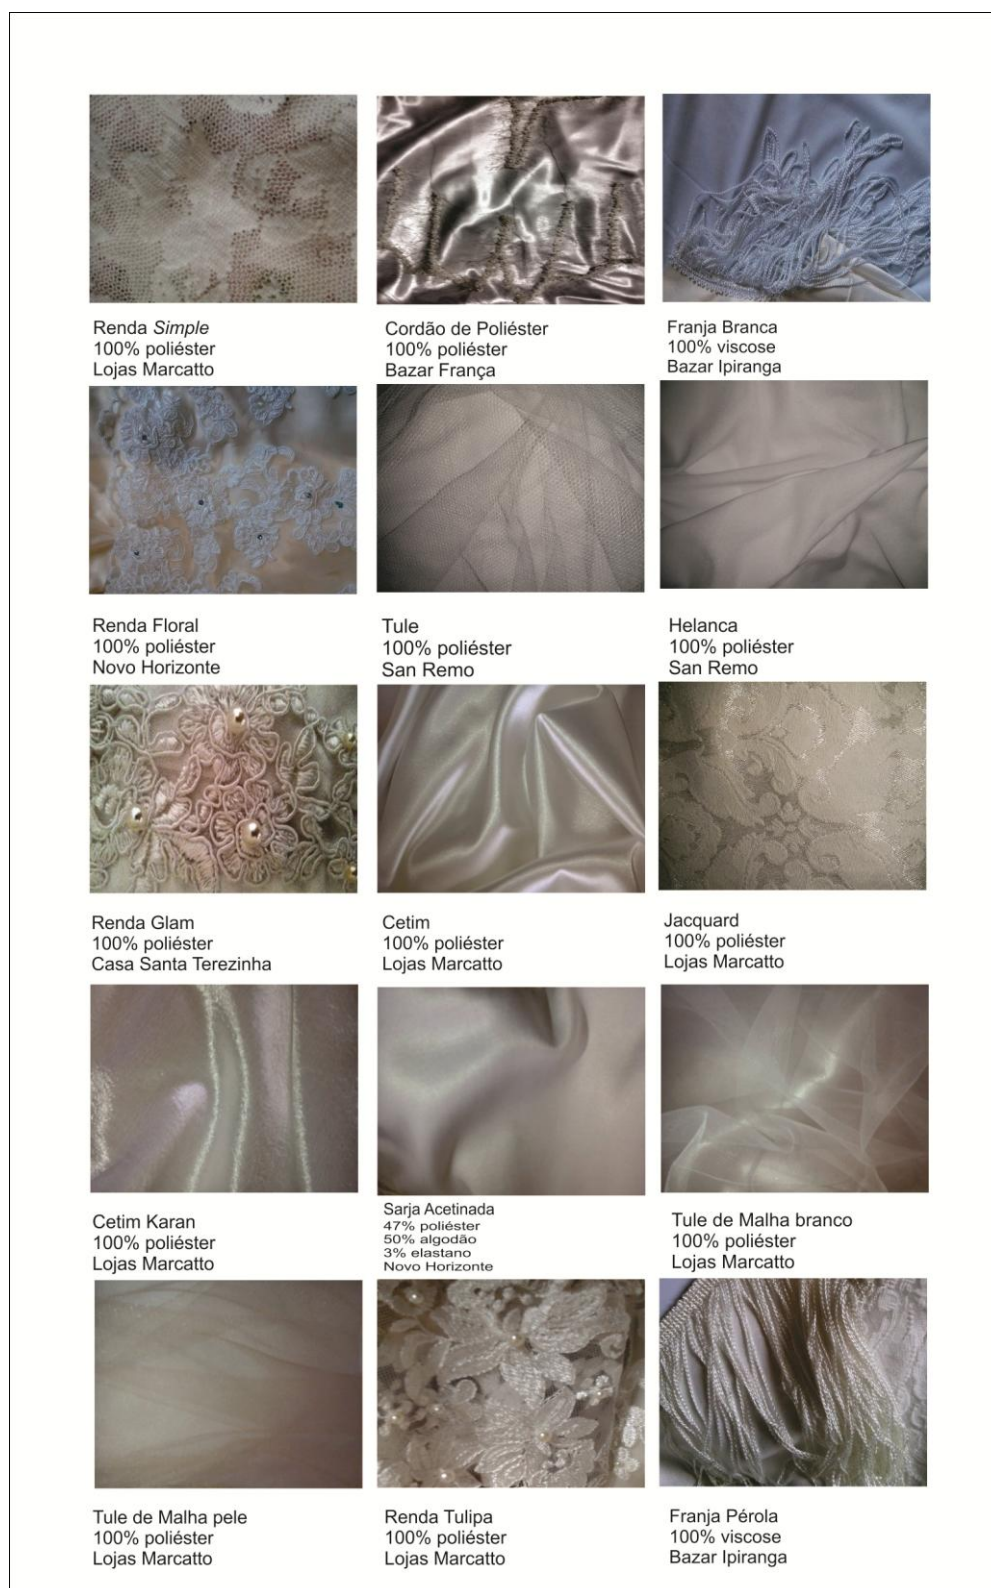 Renda Simple
100% poliéster
Lojas Marcatto
Cordão de Poliéster
100% poliéster
Bazar França
Franja Branca
100% viscose
Bazar Ipiranga
Renda Floral
100% poliéster
Novo Horizonte
Tule
100% poliéster
San Remo
Helanca
100% poliéster
San Remo
Renda Glam
100% poliéster
Casa Santa Terezinha
Cetim
100% poliéster
Lojas Marcatto
Jacquard
100% poliéster
Lojas Marcatto
Cetim Karan
100% poliéster
Lojas Marcatto
Sarja Acetinada
47% poliéster
50% algodão
3% elastano
Novo Horizonte
Tule de Malha branco
100% poliéster
Lojas Marcatto
Tule de Malha pele
100% poliéster
Lojas Marcatto
Renda Tulipa
100% poliéster
Lojas Marcatto
Franja Pérola
100% viscose
Bazar Ipiranga